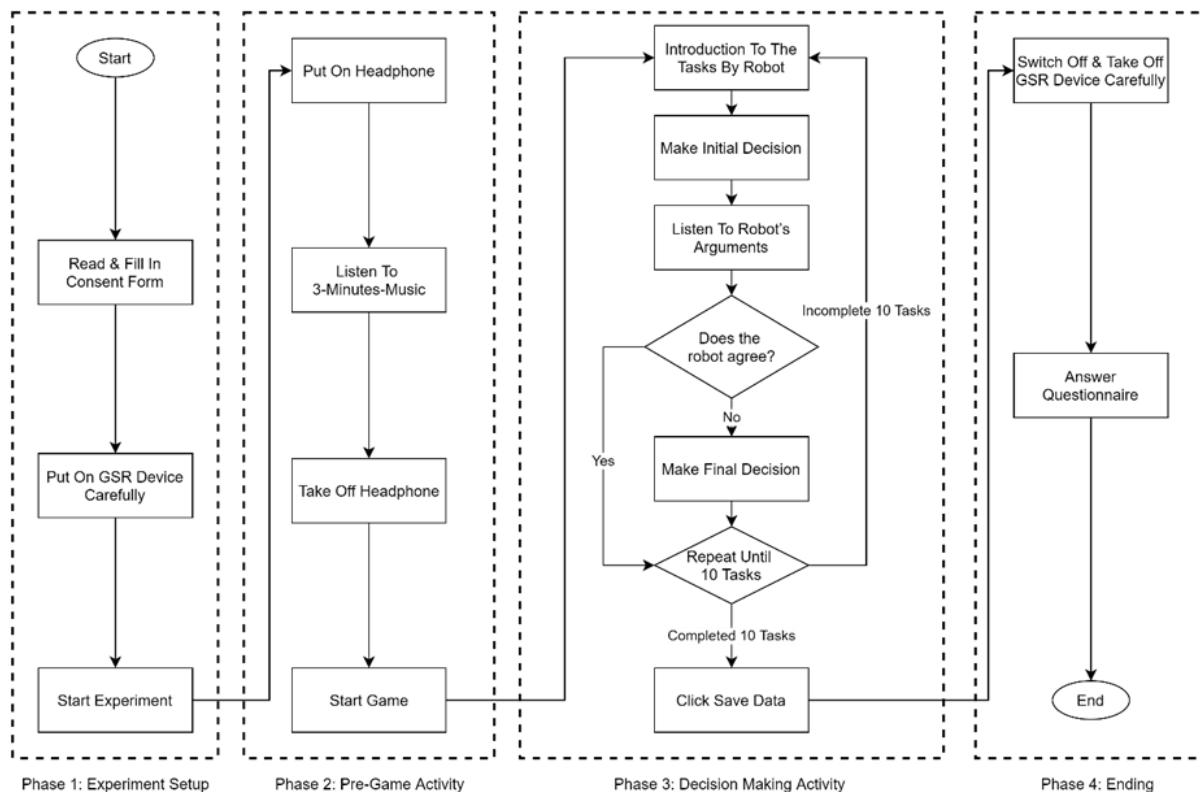 Start
Read & Fill In
Consent Form
Put On GSR Device
Carefully
Start Experiment
Phase 1: Experiment Setup
Put On Headphone
Listen To
3-Minutes-Music
Take Off Headphone
Start Game
Phase 2: Pre-Game Activity
Introduction To The
Tasks By Robot
Make Initial Decision
Listen To Robot's
Arguments
Does the
robot agree?
No
Yes
Make Final Decision
Repeat Until
10 Tasks
Incomplete 10 Tasks
Completed 10 Tasks
Click Save Data
Phase 3: Decision Making Activity
Switch Off & Take Off
GSR Device Carefully
Answer
Questionnaire
End
Phase 4: Ending